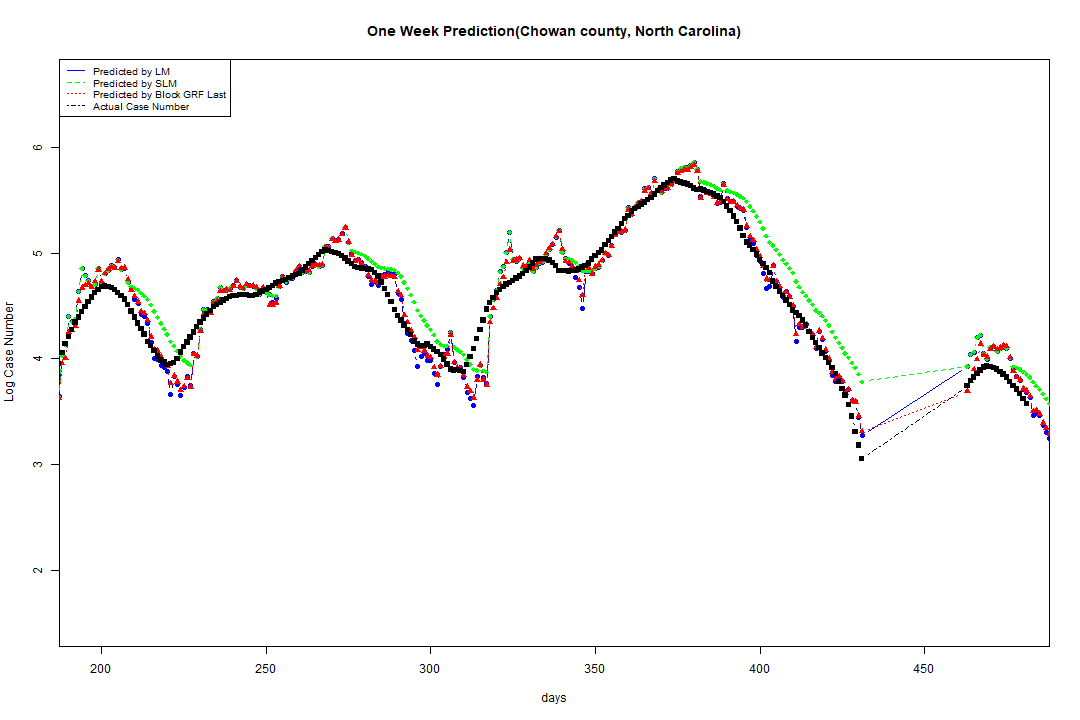 One Week Prediction(Chowan county, North Carolina)
Predicted by LM
Predicted by SLM
Predicted by Block GRF Last
Actual Case Number
6
5
4
3
2
Log Case Number
200 250 300 350 400 450
days